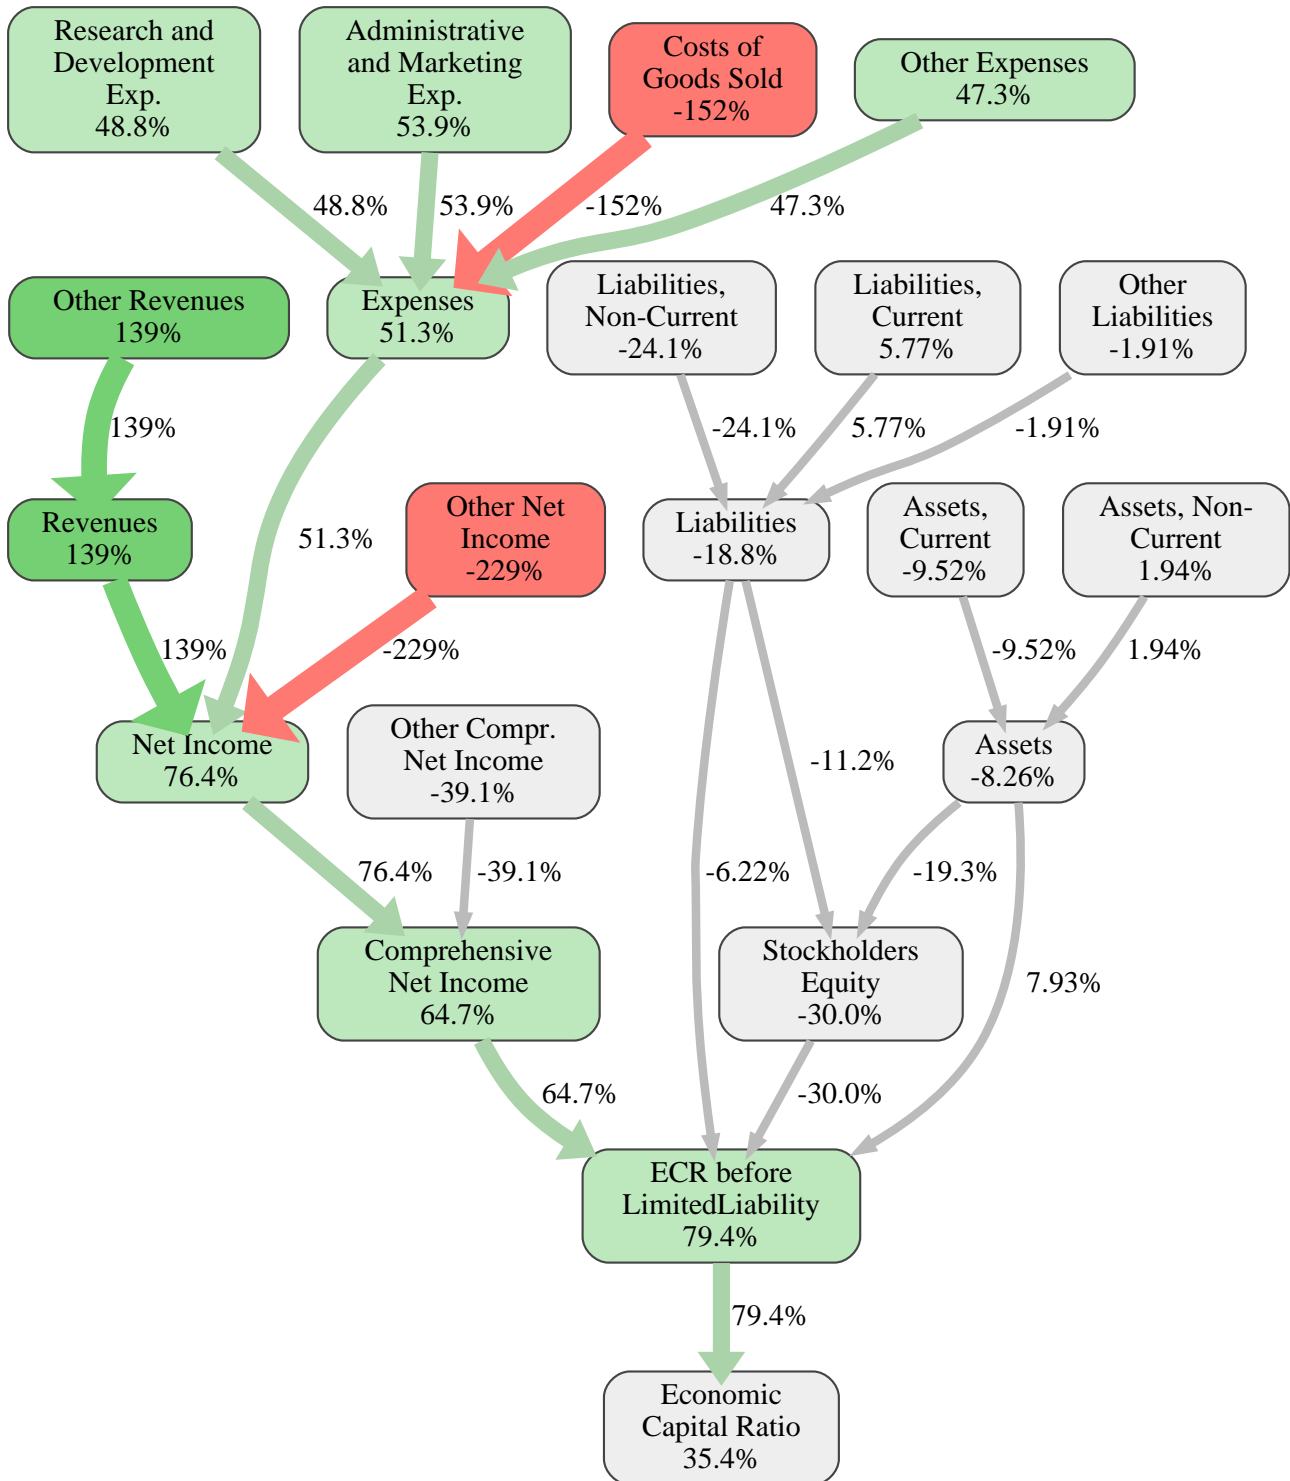 Research and
Development
Exp.
48.8%
Administrative
and Marketing
Exp.
53.9%
Costs of
Goods Sold
-152%
Other Expenses
47.3%
48.8%
53.9%
-152%
47.3%
Other Revenues
139%
Expenses
51.3%
Liabilities,
Non-Current
-24.1%
Liabilities,
Current
5.77%
Other
Liabilities
-1.91%
139%
-24.1%
5.77%
-1.91%
Revenues
139%
51.3%
Other Net
Income
-229%
Liabilities
-18.8%
Assets,
Current
-9.52%
Assets, Non-
Current
1.94%
139%
-229%
-9.52%
1.94%
Net Income
76.4%
Other Compr.
Net Income
-39.1%
-11.2%
Assets
-8.26%
76.4%
-39.1%
-6.22%
-19.3%
Comprehensive
Net Income
64.7%
Stockholders
Equity
-30.0%
7.93%
64.7%
-30.0%
ECR before
LimitedLiability
79.4%
79.4%
Economic
Capital Ratio
35.4%